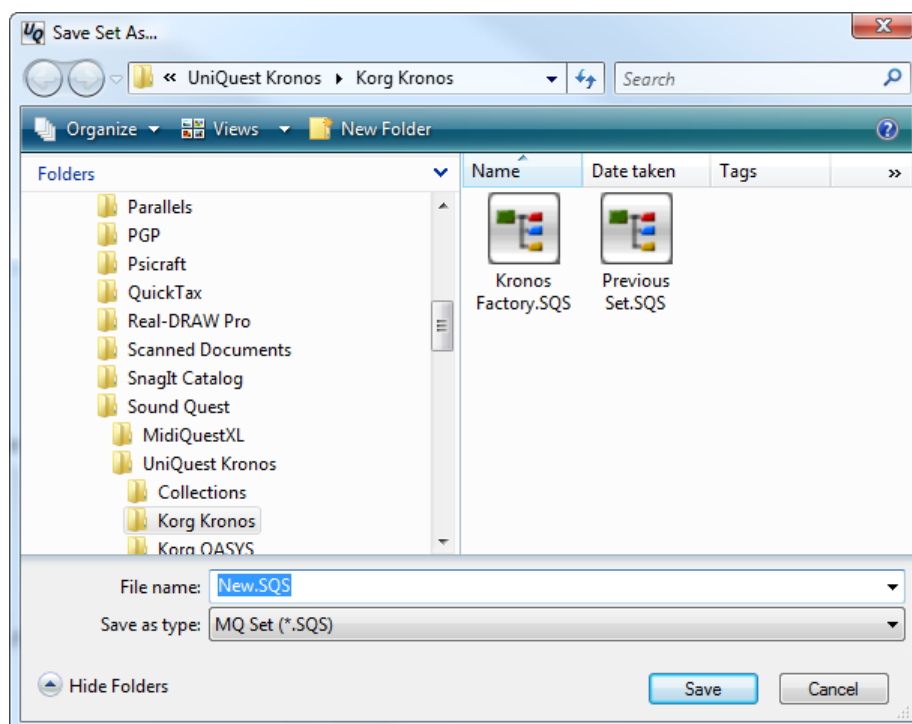 UQ Save Set As...
« UniQuest Kronos Korg Kronos Search
Organize Views New Folder
Folders
Parallels
PGP
Psicraft
QuickTax
Real-DRAW Pro
Scanned Documents
SnagIt Catalog
Sound Quest
MidiQuestXL
UniQuest Kronos
Collections
Korg Kronos
Korg OASYS
Name Date taken Tags »
Kronos
Factory.SQS
Previous
Set.SQS
File name: New.SQS
Save as type: MQ Set (*.SQS)
Hide Folders Save Cancel